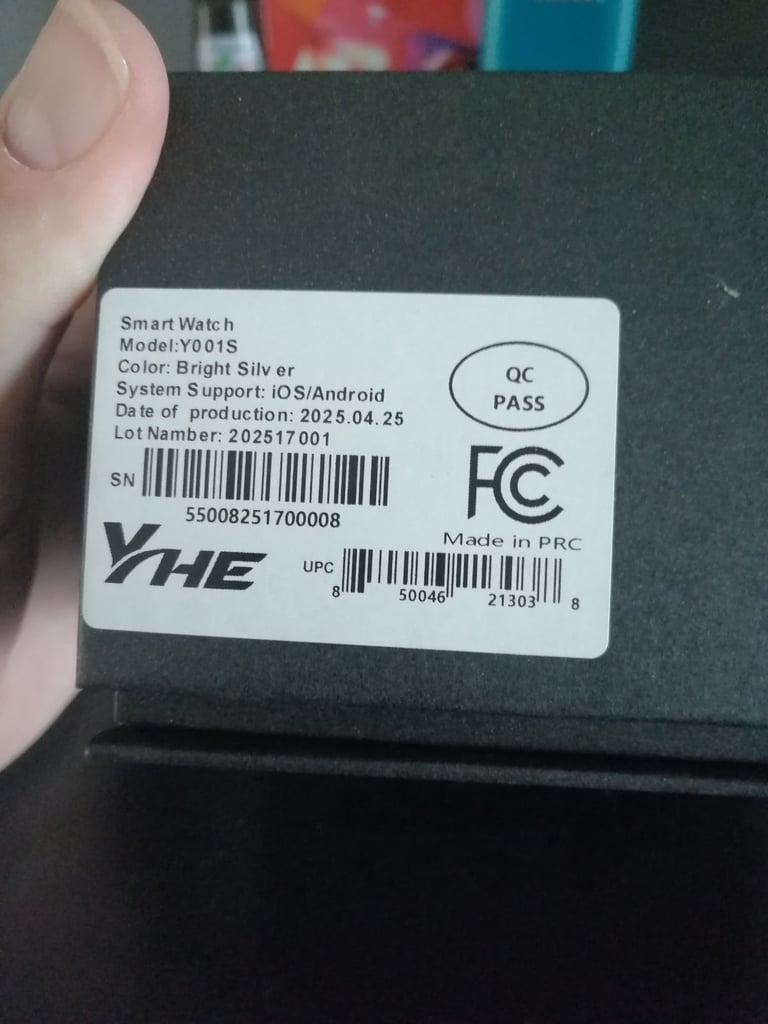 Smart Watch
Model:Y001S
Color: Bright Silver
System Support: iOS/Android
Date of production: 2025.04.25
Lot Namber: 202517001
SN
55008251700008
YHE
QC
PASS
FC
Made in PRC
UPC
8 50046 21303 8